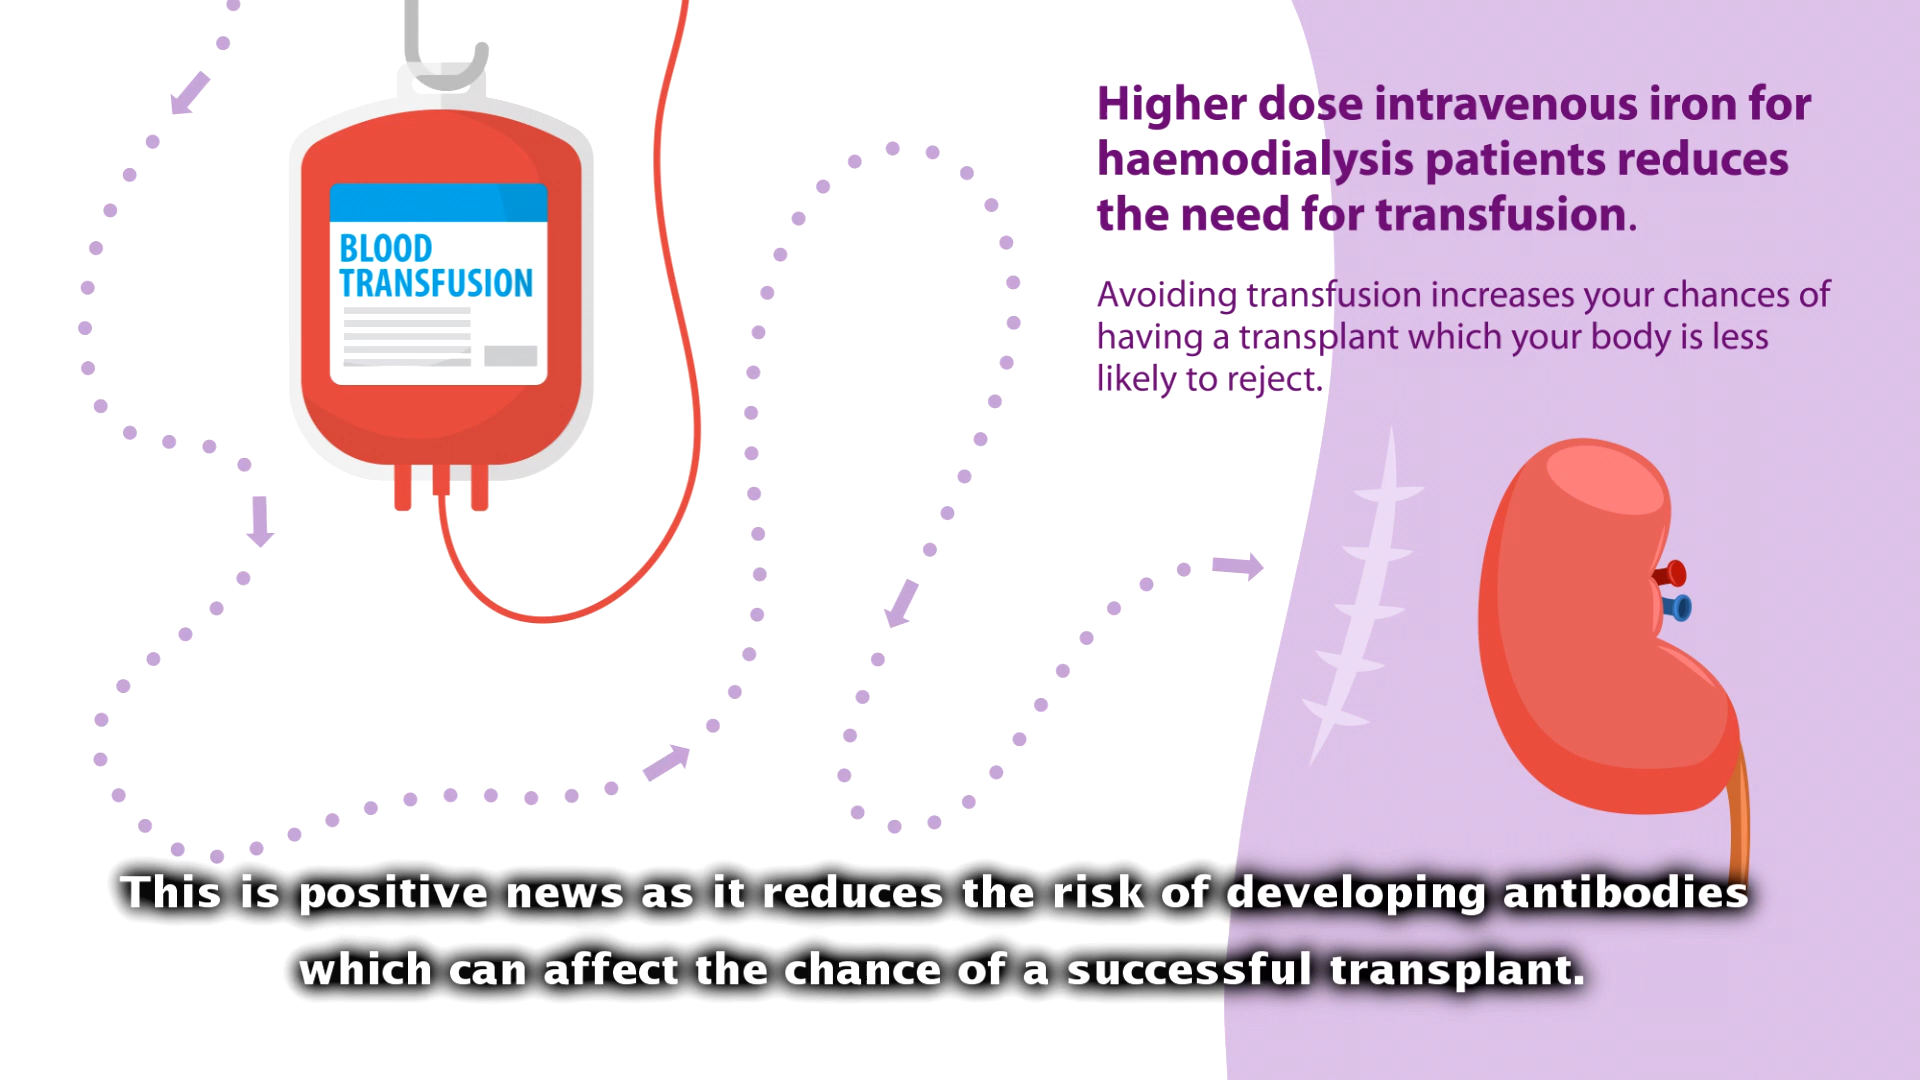 BLOOD
TRANSFUSION
Higher dose intravenous iron for
haemodialysis patients reduces
the need for transfusion.
Avoiding transfusion increases your chances of
having a transplant which your body is less
likely to reject.
This is positive news as it reduces the risk of developing antibodies
which can affect the chance of a successful transplant.